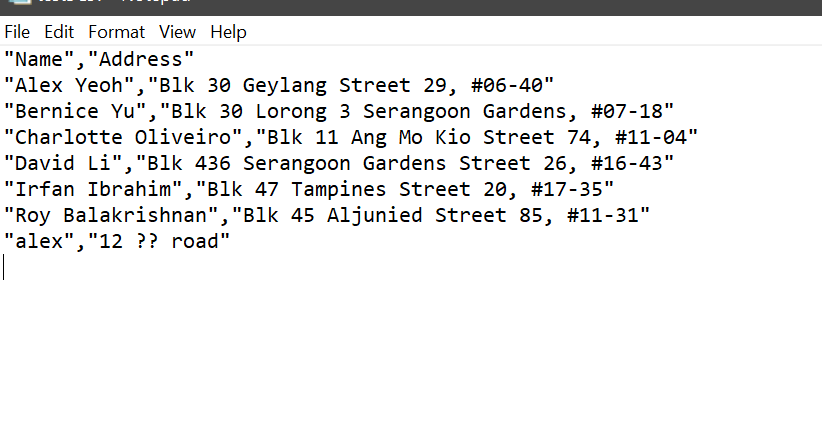 File Edit Format View Help
"Name","Address"
"Alex Yeoh","Blk 30 Geylang Street 29, #06-40"
"Bernice Yu","Blk 30 Lorong 3 Serangoon Gardens, #07-18"
"Charlotte Oliveiro","Blk 11 Ang Mo Kio Street 74, #11-04"
"David Li","Blk 436 Serangoon Gardens Street 26, #16-43"
"Irfan Ibrahim","Blk 47 Tampines Street 20, #17-35"
"Roy Balakrishnan","Blk 45 Aljunied Street 85, #11-31"
"alex","12 ?? road"